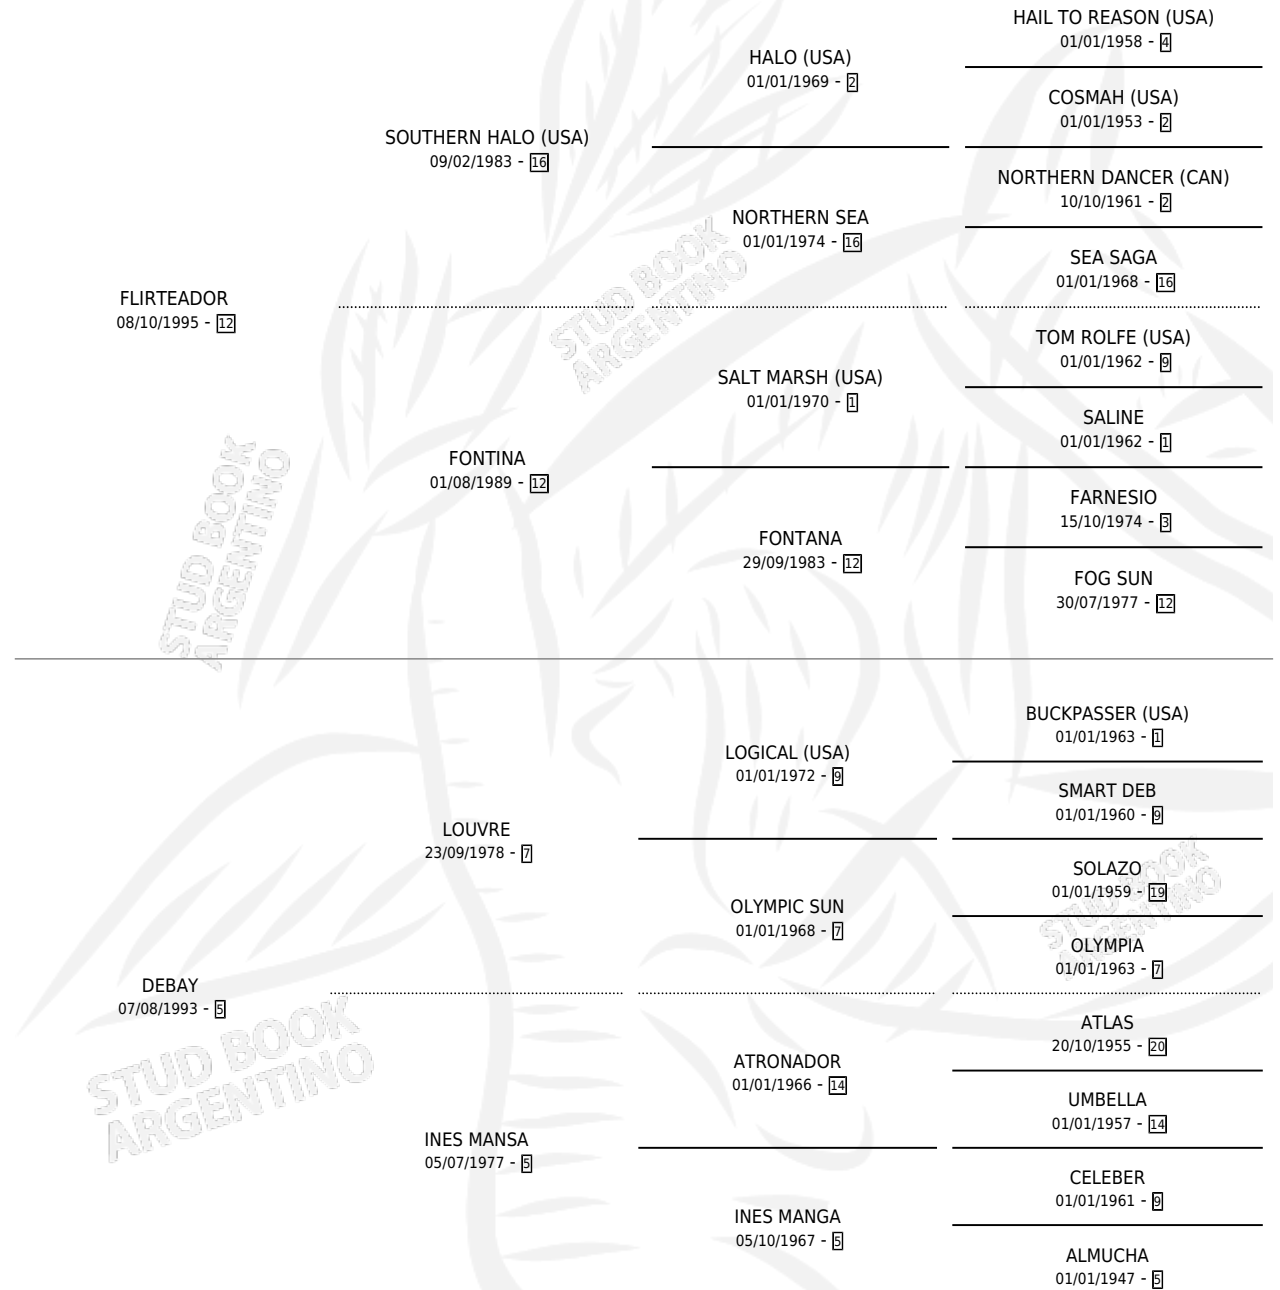 HAIL TO REASON (USA)
01/01/1958 - 4
HALO (USA)
01/01/1969 - 2
COSMAH (USA)
01/01/1953 - 2
SOUTHERN HALO (USA)
09/02/1983 - 16
NORTHERN DANCER (CAN)
10/10/1961 - 2
NORTHERN SEA
01/01/1974 - 16
SEA SAGA
01/01/1968 - 16
FLIRTEADOR
08/10/1995 - 12
STUD BOOK
ARGENTINO
TOM ROLFE (USA)
01/01/1962 - 9
SALT MARSH (USA)
01/01/1970 - 1
SALINE
01/01/1962 - 1
FONTINA
01/08/1989 - 12
FARNESIO
15/10/1974 - 3
FONTANA
29/09/1983 - 12
FOG SUN
30/07/1977 - 12
STUD BOOK
ARGENTINO
BUCKPASSER (USA)
01/01/1963 - 1
LOGICAL (USA)
01/01/1972 - 9
SMART DEB
01/01/1960 - 9
LOUVRE
23/09/1978 - 7
SOLAZO
01/01/1959 - 19
OLYMPIC SUN
01/01/1968 - 7
OLYMPIA
01/01/1963 - 7
STUD BOOK
ARGENTINO
DEBAY
07/08/1993 - 5
ATLAS
20/10/1955 - 20
ATRONADOR
01/01/1966 - 14
UMBELLA
01/01/1957 - 14
STUD BOOK
ARGENTINO
INES MANSA
05/07/1977 - 5
CELEBER
01/01/1961 - 9
INES MANGA
05/10/1967 - 5
ALMUCHA
01/01/1947 - 5